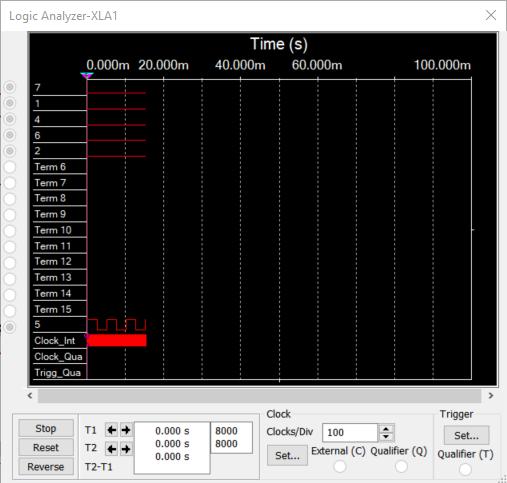 Logic Analyzer-XLA1
Time (s)
0.000m 20.000m 40.000m 60.000m 100.000m
7
1
4
6
2
Term 6
Term 7
Term 8
Term 9
Term 10
Term 11
Term 12
Term 13
Term 14
Term 15
5
Clock_Int
Clock_Qua
Trigg_Qua
Stop
Reset
Reverse
T1
T2
T2-T1
0.000 s 8000
0.000 s 8000
0.000 s
Clock
Clocks/Div 100
Set...
External (C) Qualifier (Q)
Trigger
Set...
Qualifier (T)